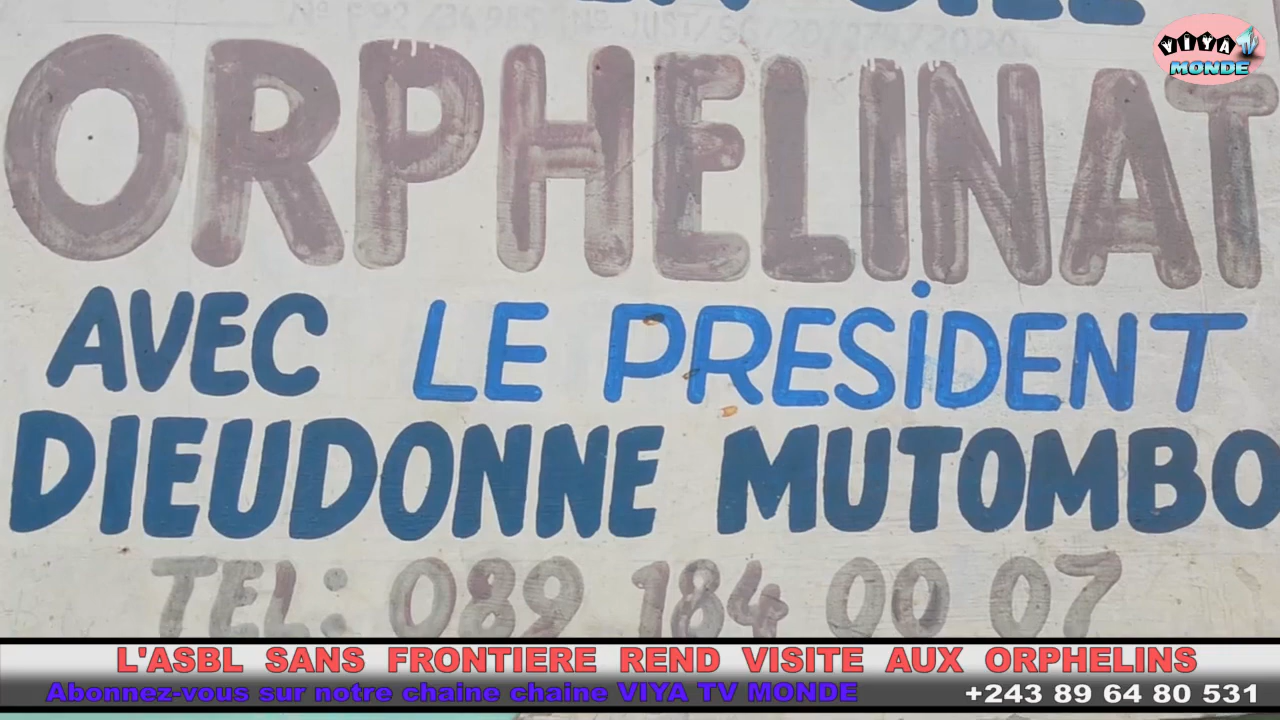 ORPHELINAT
AVEC LE PRESiDENT
DIEUDONNE MUTOMBO
TEL: 089 184 00 07
VIYA
MONDE
L'ASBL SANS FRONTIERE REND VISITE AUX ORPHELINS
Abonnez-vous sur notre chaine chaine VIYA TV MONDE
+243 89 64 80 531